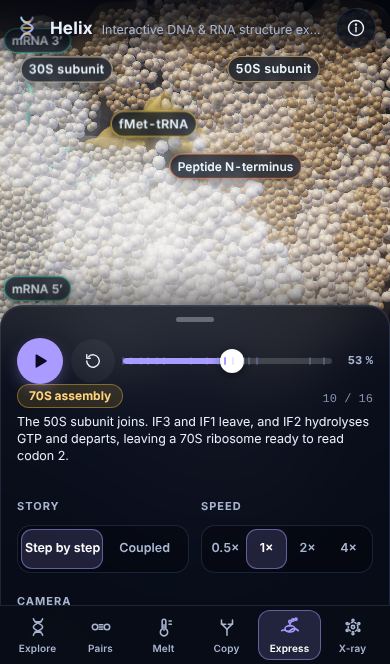 mRNA 3′
Helix Interactive DNA & RNA structure ex...
30S subunit
50S subunit
fMet-tRNA
Peptide N-terminus
mRNA 5′
53 %
70S assembly
10 / 16
The 50S subunit joins. IF3 and IF1 leave, and IF2 hydrolyses
GTP and departs, leaving a 70S ribosome ready to read
codon 2.
STORY
SPEED
Step by step Coupled
0.5× 1× 2× 4×
CAMERA
Explore Pairs Melt Copy Express X-ray